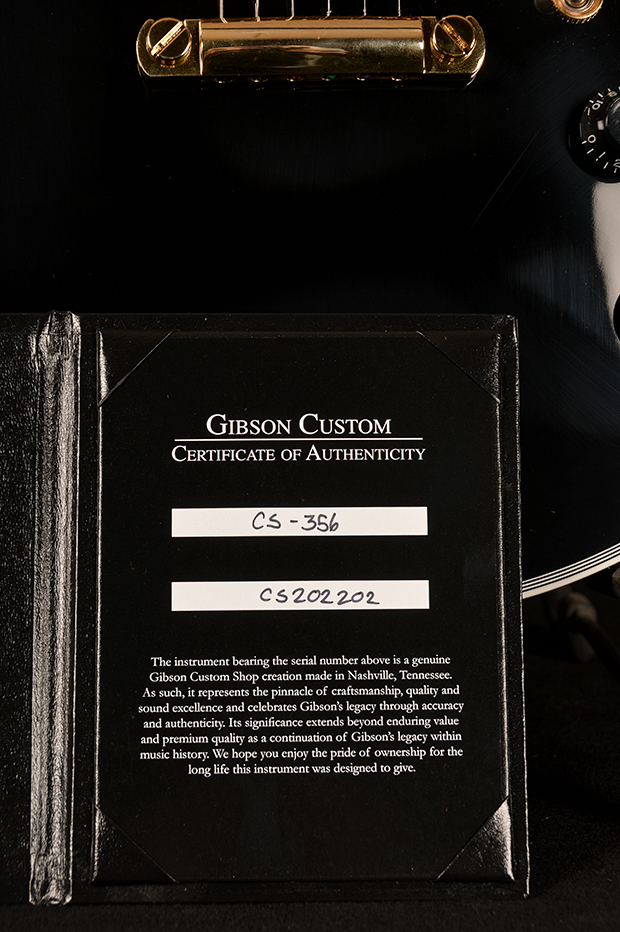 GIBSON CUSTOM
CERTIFICATE OF AUTHENTICITY
CS-356
CS202202
The instrument bearing the serial number above is a genuine
Gibson Custom Shop creation made in Nashville, Tennessee.
As such, it represents the pinnacle of craftsmanship, quality and
sound excellence and celebrates Gibson's legacy through accuracy
and authenticity. Its significance extends beyond enduring value
and premium quality as a continuation of Gibson's legacy within
music history. We hope you enjoy the pride of ownership for the
long life this instrument was designed to give.